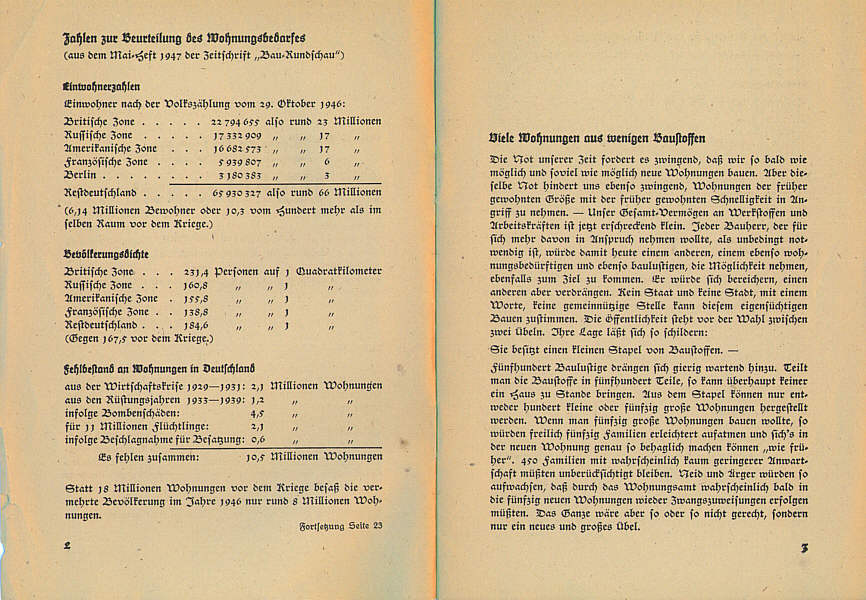 Zahlen zur Beurteilung des Wohnungsbedarfes
(aus dem Mai-Heft 1947 der Zeitschrift „Bau-Rundschau“)
Einwohnerzahlen
Einwohner nach der Volkszählung vom 29. Oktober 1946:
Britische Zone . . . . . 22 794 655 also rund 23 Millionen
Russische Zone . . . . . 17 332 909 „ „ 17 „
Amerikanische Zone . . . . 16 682 573 „ „ 17 „
Französische Zone . . . . 5 939 807 „ „ 6 „
Berlin . . . . . . . . 3 180 383 „ „ 3 „
Restdeutschland . . . . . 65 930 327 also rund 66 Millionen
(6,14 Millionen Bewohner oder 10,3 vom Hundert mehr als im
selben Raum vor dem Kriege.)
Bevölkerungsdichte
Britische Zone . . . 231,4 Personen auf 1 Quadratkilometer
Russische Zone . . . 160,8 „ „ 1 „
Amerikanische Zone . 155,8 „ „ 1 „
Französische Zone . . 138,8 „ „ 1 „
Restdeutschland . . . 184,6 „ „ 1 „
(Gegen 167,5 vor dem Kriege.)
Fehlbestand an Wohnungen in Deutschland
aus der Wirtschaftskrise 1929—1931: 2,1 Millionen Wohnungen
aus den Rüstungsjahren 1933—1939: 1,2 „ „
infolge Bombenschäden: 4,5 „ „
für 11 Millionen Flüchtlinge: 2,1 „ „
infolge Beschlagnahme für Besatzung: 0,6 „ „
Es fehlen zusammen: 10,5 Millionen Wohnungen
Statt 18 Millionen Wohnungen vor dem Kriege besaß die ver-
mehrte Bevölkerung im Jahre 1946 nur rund 8 Millionen Woh-
nungen.
Fortsetzung Seite 23
2
Viele Wohnungen aus wenigen Baustoffen
Die Not unserer Zeit fordert es zwingend, daß wir so bald wie
möglich und soviel wie möglich neue Wohnungen bauen. Aber die-
selbe Not hindert uns ebenso zwingend, Wohnungen der früher
gewohnten Größe mit der früher gewohnten Schnelligkeit in An-
griff zu nehmen. — Unser Gesamt-Vermögen an Werkstoffen und
Arbeitskräften ist jetzt erschreckend klein. Jeder Bauherr, der für
sich mehr davon in Anspruch nehmen wollte, als unbedingt not-
wendig ist, würde damit heute einem anderen, einem ebenso woh-
nungsbedürftigen und ebenso baulustigen, die Möglichkeit nehmen,
ebenfalls zum Ziel zu kommen. Er würde sich bereichern, einen
anderen aber verdrängen. Kein Staat und keine Stadt, mit einem
Worte, keine gemeinnützige Stelle kann diesem eigensüchtigen
Bauen zustimmen. Die Öffentlichkeit steht vor der Wahl zwischen
zwei Übeln. Ihre Lage läßt sich so schildern:
Sie besitzt einen kleinen Stapel von Baustoffen. —
Fünfhundert Baulustige drängen sich gierig wartend hinzu. Teilt
man die Baustoffe in fünfhundert Teile, so kann überhaupt keiner
ein Haus zu Stande bringen. Aus dem Stapel können nur ent-
weder hundert kleine oder fünfzig große Wohnungen hergestellt
werden. Wenn man fünfzig große Wohnungen bauen wollte, so
würden freilich fünfzig Familien erleichtert aufatmen und sich's in
der neuen Wohnung genau so behaglich machen können „wie frü-
her“. 450 Familien mit wahrscheinlich kaum geringerer Anwart-
schaft müßten unberücksichtigt bleiben. Neid und Ärger würden so
aufwachsen, daß durch das Wohnungsamt wahrscheinlich bald in
die fünfzig neuen Wohnungen wieder Zwangszuweisungen erfolgen
müßten. Das Ganze wäre aber so oder so nicht gerecht, sondern
nur ein neues und großes Übel.
3